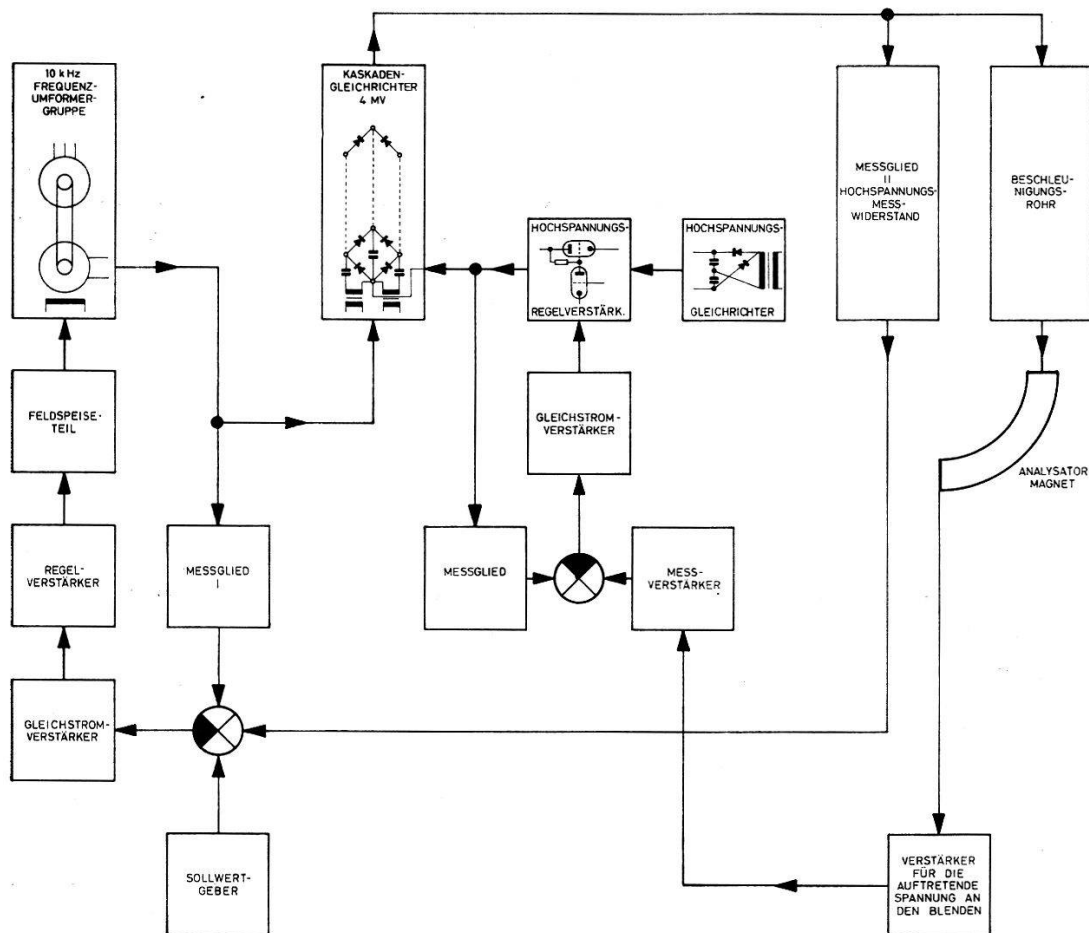 10 kHz
FREQUENZ-
UMFORMER-
GRUPPE
KASKADEN-
GLEICHRICHTER
4 MV
MESSGLIED
II
HOCHSPANNUNGS-
MESS-
WIDERSTAND
BESCHLEU-
NIGUNGS-
ROHR
HOCHSPANNUNGS-
REGELVERSTÄRK.
HOCHSPANNUNGS-
GLEICHRICHTER
FELDSPEISE-
TEIL
GLEICHSTROM-
VERSTÄRKER
ANALYSATOR
MAGNET
REGEL-
VERSTÄRKER
MESSGLIED
I
MESSGLIED
MESS-
VERSTÄRKER
GLEICHSTROM-
VERSTÄRKER
SOLLWERT-
GEBER
VERSTÄRKER
FÜR DIE
AUFTRETENDE
SPANNUNG AN
DEN BLENDEN